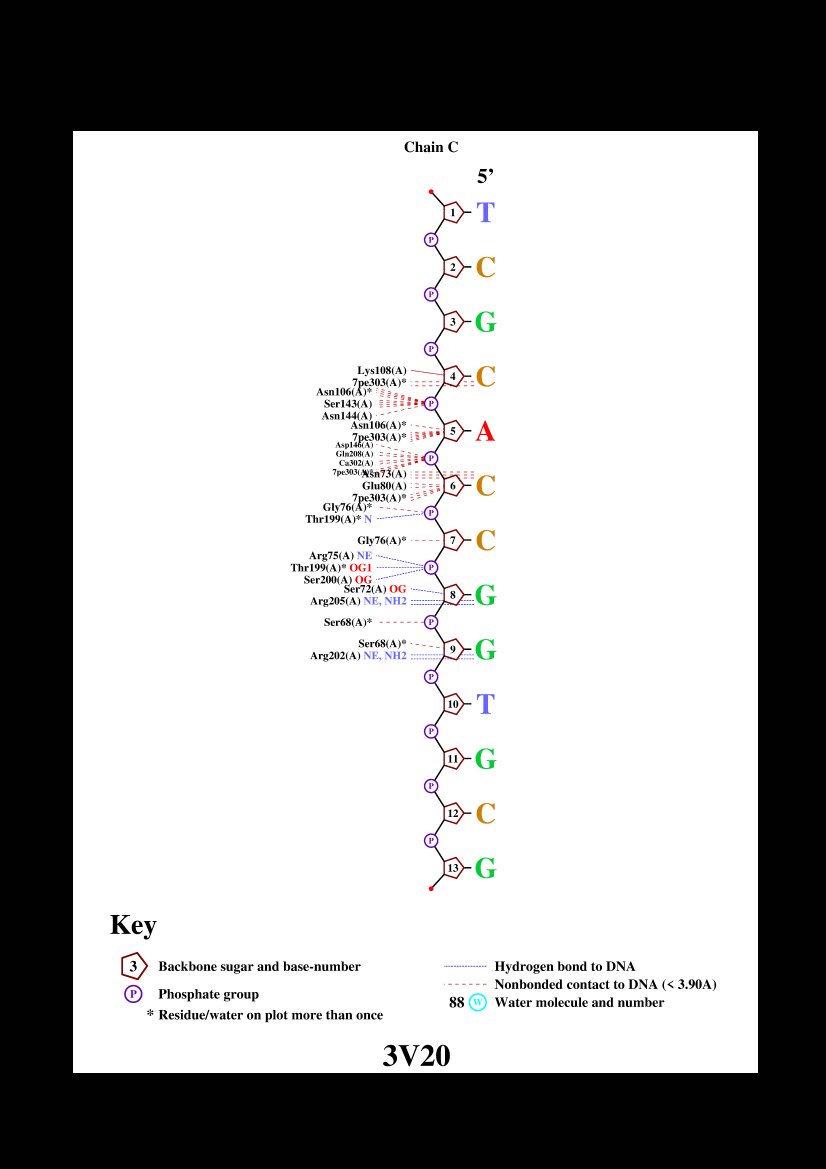 Chain C
5’
1 T
P
2 C
P
3 G
P
Lys108(A)
4 C
7pe303(A)*
Asn106(A)*
Ser143(A) P
Asn144(A)
Asn106(A)*
5 A
7pe303(A)*
Asp146(A)
Gln208(A)
P
Ca302(A)
7pe303(A)*
Asn73(A)
Glu80(A) 6 C
7pe303(A)*
Gly76(A)*
P
Thr199(A)* N
Gly76(A)* 7 C
Arg75(A) NE
Thr199(A)* OG1 P
Ser200(A) OG
Ser72(A) OG
8 G
Arg205(A) NE, NH2
Ser68(A)* P
Ser68(A)*
9 G
Arg202(A) NE, NH2
P
10 T
P
11 G
P
12 C
P
13 G
Key
3 Backbone sugar and base-number
P Phosphate group
* Residue/water on plot more than once
Hydrogen bond to DNA
Nonbonded contact to DNA (< 3.90A)
88 W Water molecule and number
3V20